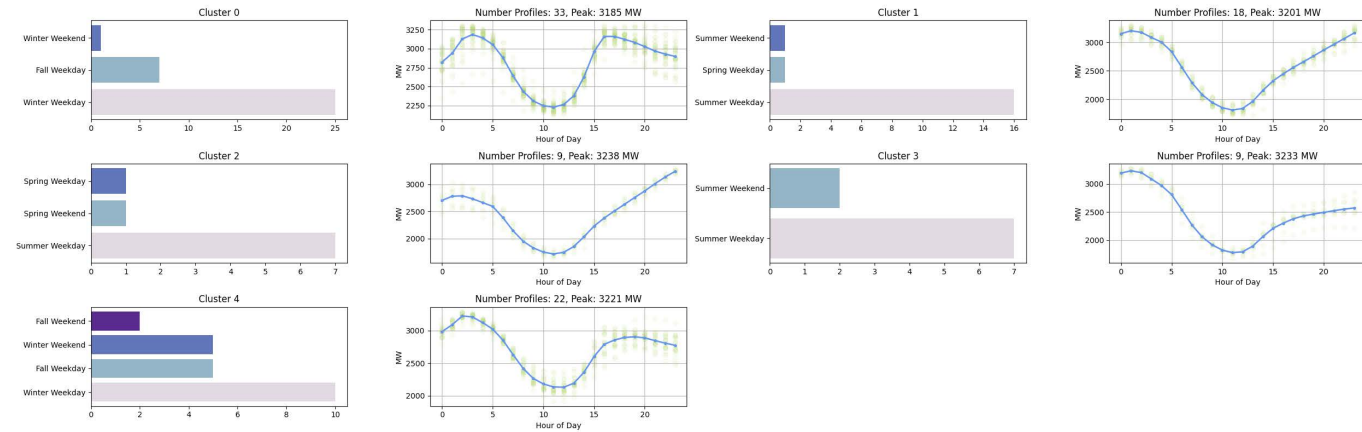 Cluster 0
Winter Weekend
Fall Weekday
Winter Weekday
0 5 10 15 20 25
Number Profiles: 33, Peak: 3185 MW
MW
3250
3000
2750
2500
2250
0 5 10 15 20
Hour of Day
Cluster 1
Summer Weekend
Spring Weekday
Summer Weekday
0 2 4 6 8 10 12 14 16
Number Profiles: 18, Peak: 3201 MW
MW
3000
2500
2000
0 5 10 15 20
Hour of Day
Cluster 2
Spring Weekday
Spring Weekend
Summer Weekday
0 1 2 3 4 5 6 7
Number Profiles: 9, Peak: 3238 MW
MW
3000
2500
2000
0 5 10 15 20
Hour of Day
Cluster 3
Summer Weekend
Summer Weekday
0 1 2 3 4 5 6 7
Number Profiles: 9, Peak: 3233 MW
MW
3000
2500
2000
0 5 10 15 20
Hour of Day
Cluster 4
Fall Weekend
Winter Weekend
Fall Weekday
Winter Weekday
0 2 4 6 8 10
Number Profiles: 22, Peak: 3221 MW
MW
3000
2500
2000
0 5 10 15 20
Hour of Day